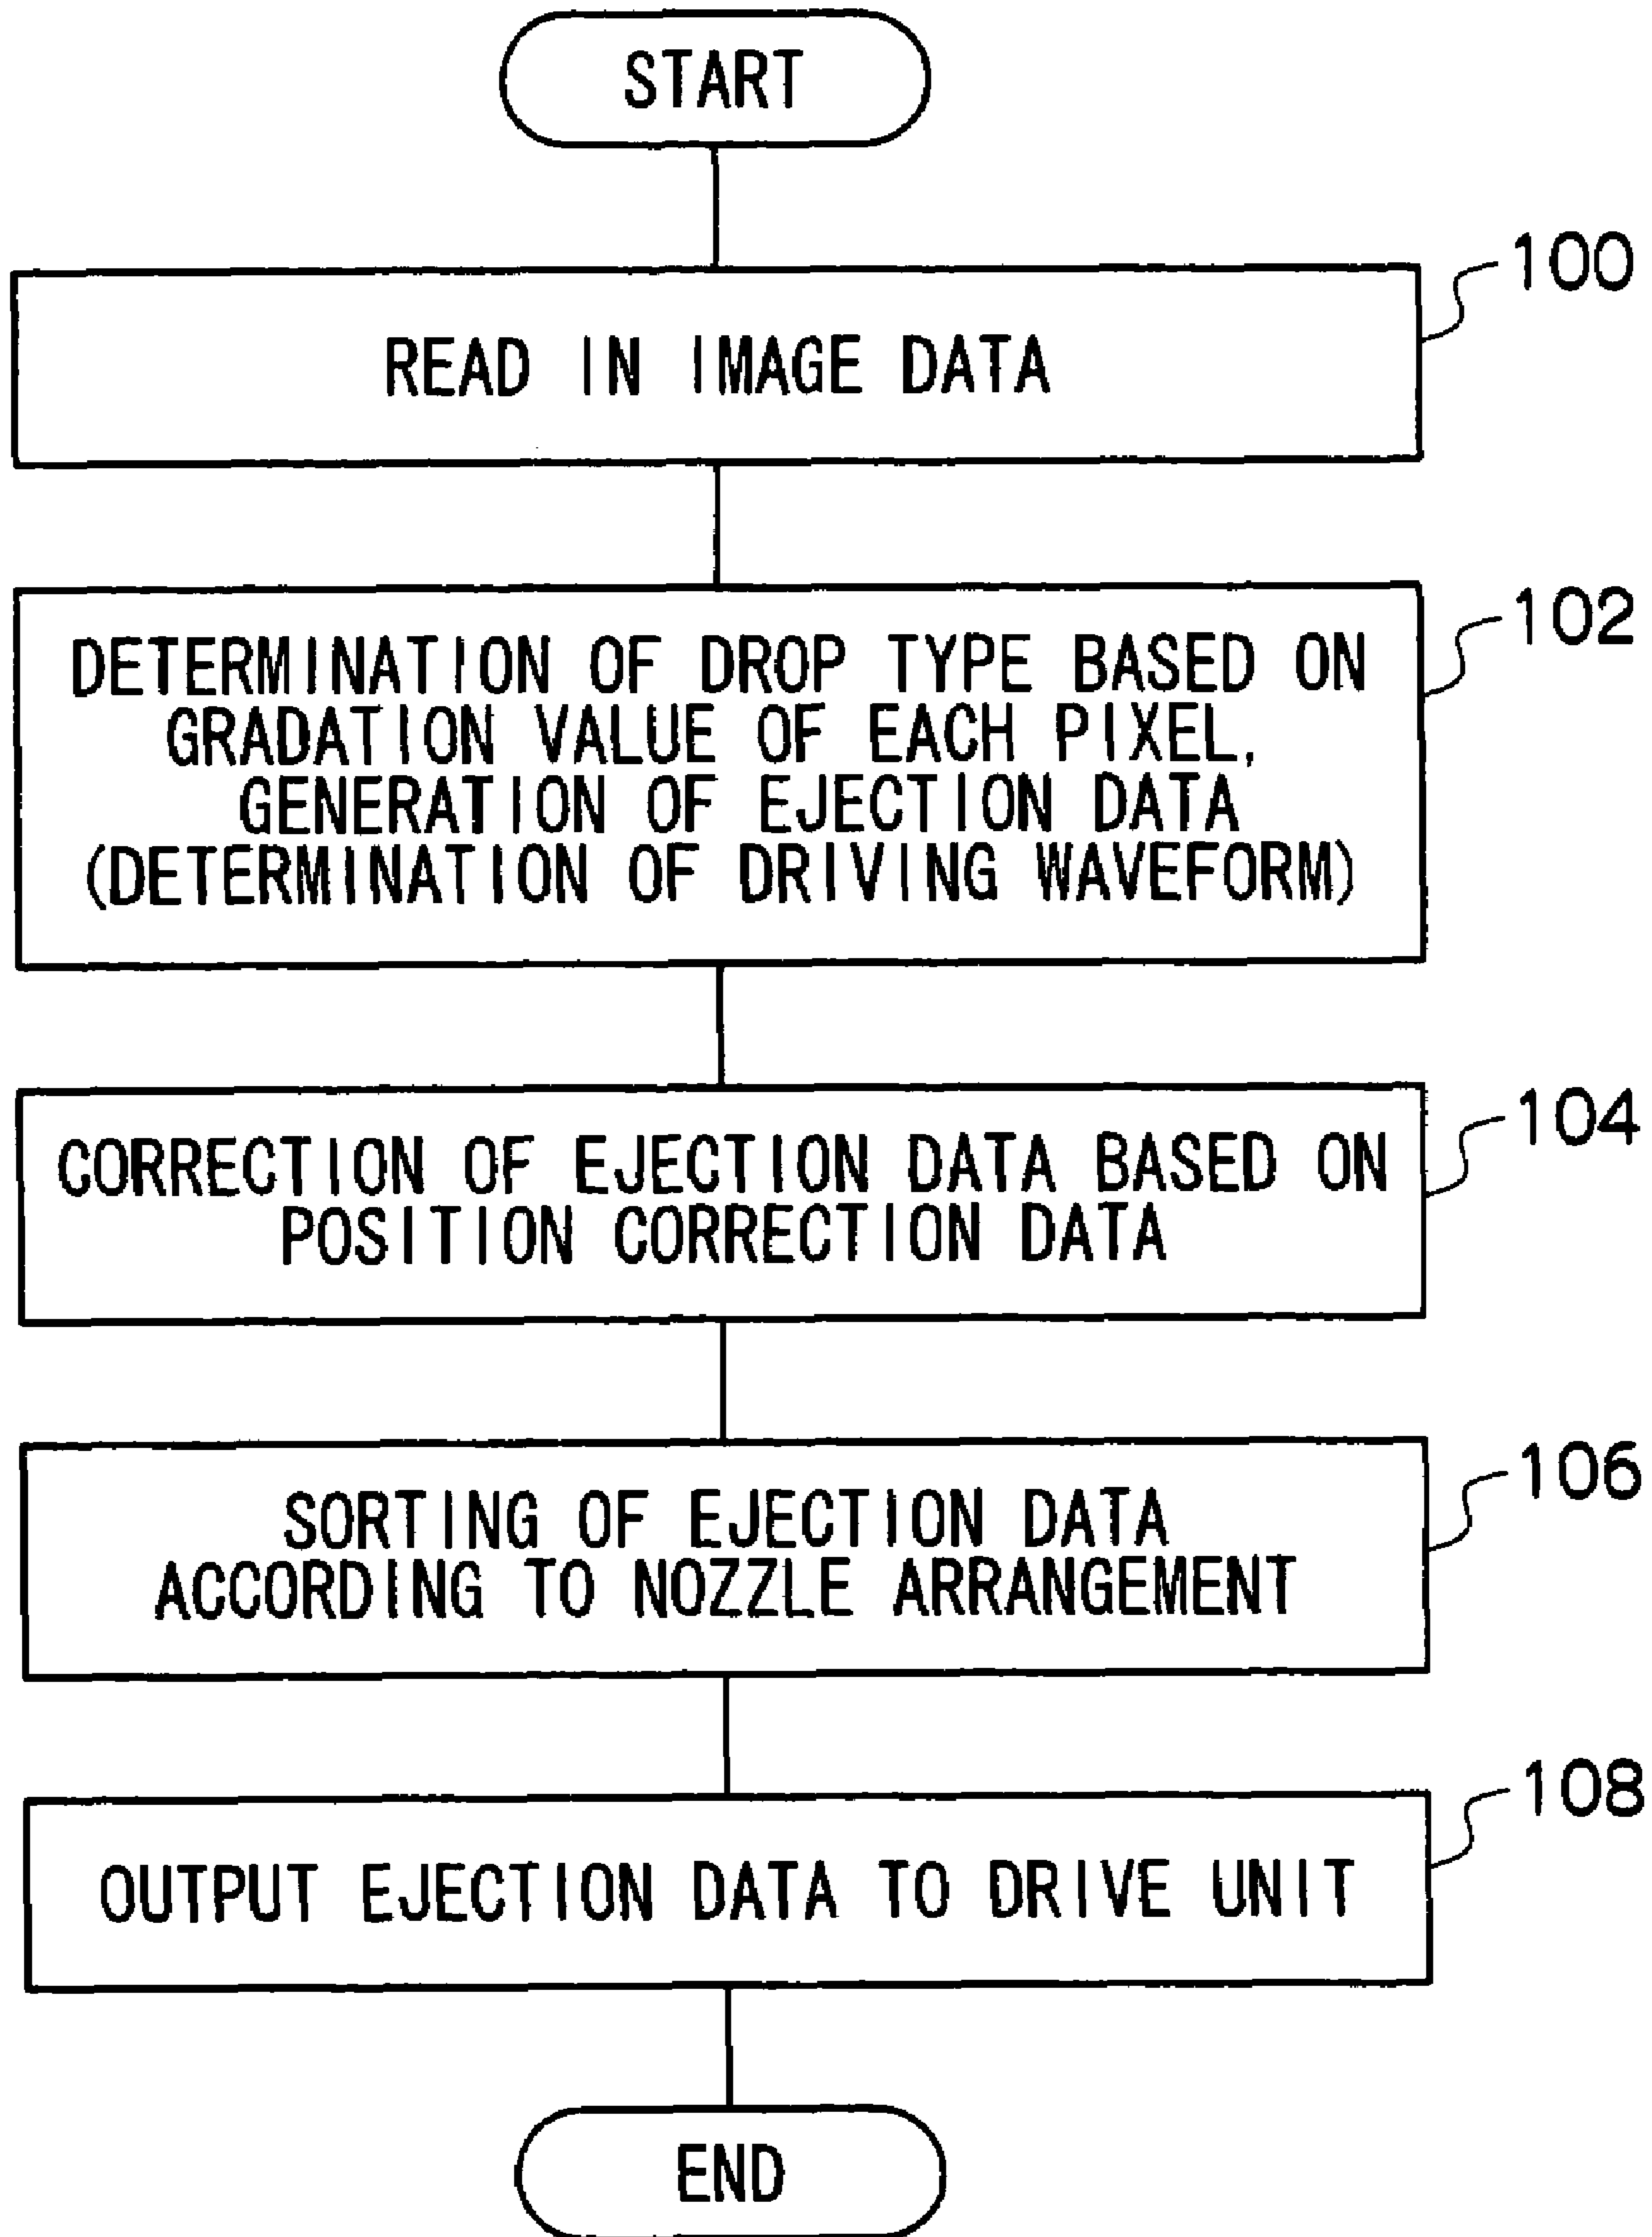 START
100
READ IN IMAGE DATA
102
DETERMINATION OF DROP TYPE BASED ON
GRADATION VALUE OF EACH PIXEL,
GENERATION OF EJECTION DATA
(DETERMINATION OF DRIVING WAVEFORM)
104
CORRECTION OF EJECTION DATA BASED ON
POSITION CORRECTION DATA
106
SORTING OF EJECTION DATA
ACCORDING TO NOZZLE ARRANGEMENT
108
OUTPUT EJECTION DATA TO DRIVE UNIT
END